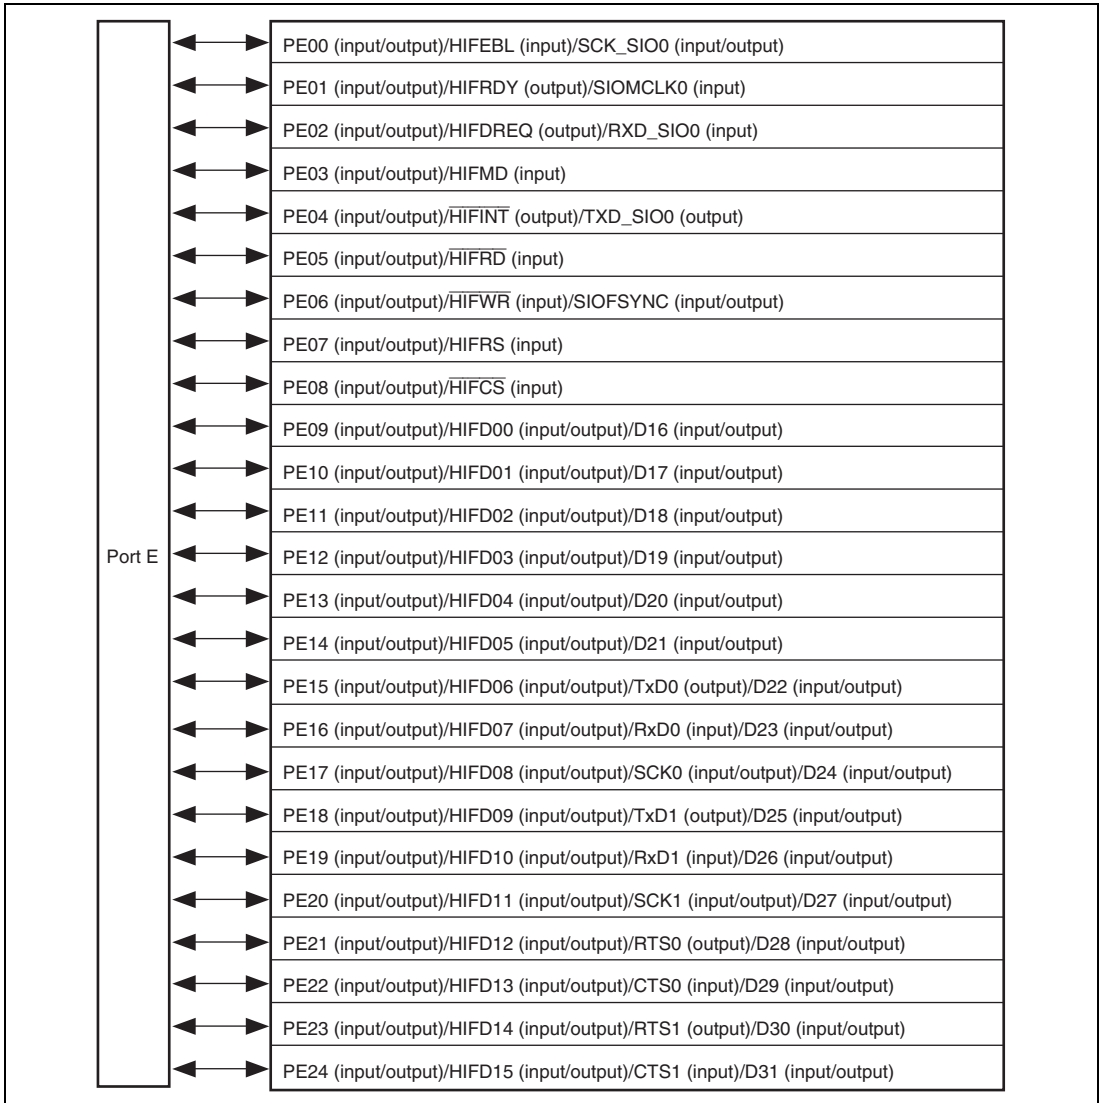 PE00 (input/output)/HIFEBL (input)/SCK_SIO0 (input/output)
PE01 (input/output)/HIFRDY (output)/SIOMCLK0 (input)
PE02 (input/output)/HIFDREQ (output)/RXD_SIO0 (input)
PE03 (input/output)/HIFMD (input)
PE04 (input/output)/H̅I̅F̅I̅N̅T̅ (output)/TXD_SIO0 (output)
PE05 (input/output)/H̅I̅F̅R̅D̅ (input)
PE06 (input/output)/H̅I̅F̅W̅R̅ (input)/SIOFSYNC (input/output)
PE07 (input/output)/HIFRS (input)
PE08 (input/output)/H̅I̅F̅C̅S̅ (input)
PE09 (input/output)/HIFD00 (input/output)/D16 (input/output)
PE10 (input/output)/HIFD01 (input/output)/D17 (input/output)
PE11 (input/output)/HIFD02 (input/output)/D18 (input/output)
Port E
PE12 (input/output)/HIFD03 (input/output)/D19 (input/output)
PE13 (input/output)/HIFD04 (input/output)/D20 (input/output)
PE14 (input/output)/HIFD05 (input/output)/D21 (input/output)
PE15 (input/output)/HIFD06 (input/output)/TxD0 (output)/D22 (input/output)
PE16 (input/output)/HIFD07 (input/output)/RxD0 (input)/D23 (input/output)
PE17 (input/output)/HIFD08 (input/output)/SCK0 (input/output)/D24 (input/output)
PE18 (input/output)/HIFD09 (input/output)/TxD1 (output)/D25 (input/output)
PE19 (input/output)/HIFD10 (input/output)/RxD1 (input)/D26 (input/output)
PE20 (input/output)/HIFD11 (input/output)/SCK1 (input/output)/D27 (input/output)
PE21 (input/output)/HIFD12 (input/output)/RTS0 (output)/D28 (input/output)
PE22 (input/output)/HIFD13 (input/output)/CTS0 (input)/D29 (input/output)
PE23 (input/output)/HIFD14 (input/output)/RTS1 (output)/D30 (input/output)
PE24 (input/output)/HIFD15 (input/output)/CTS1 (input)/D31 (input/output)